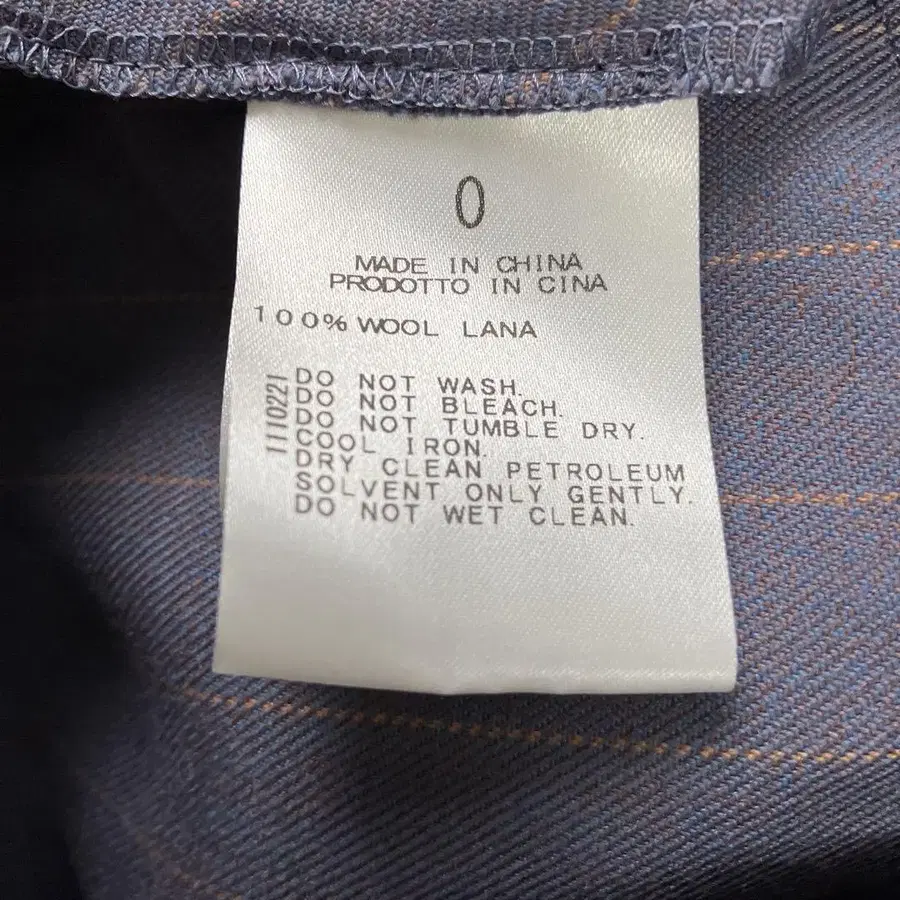 0
MADE IN CHINA
PRODOTTO IN CINA
100% WOOL LANA
1110221
DO NOT WASH.
DO NOT BLEACH.
DO NOT TUMBLE DRY.
COOL IRON.
DRY CLEAN PETROLEUM
SOLVENT ONLY GENTLY.
DO NOT WET CLEAN.